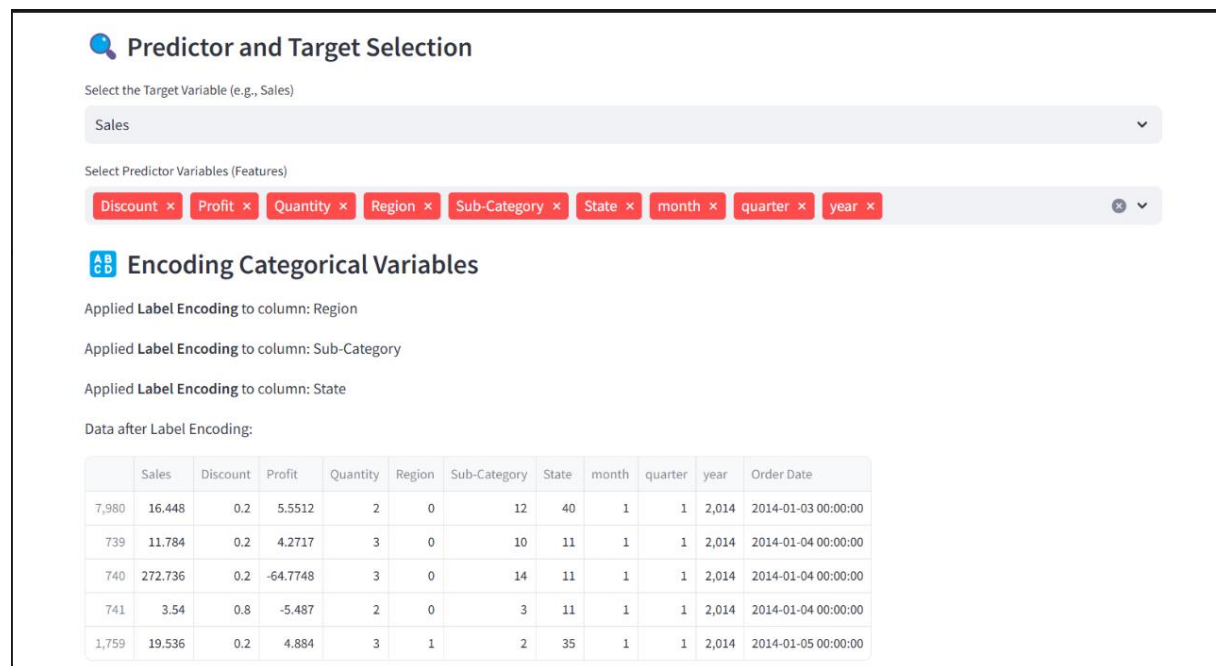 Predictor and Target Selection
Select the Target Variable (e.g., Sales)
Sales
Select Predictor Variables (Features)
Discount × Profit × Quantity × Region × Sub-Category × State × month × quarter × year ×
AB
CD
Encoding Categorical Variables
Applied Label Encoding to column: Region
Applied Label Encoding to column: Sub-Category
Applied Label Encoding to column: State
Data after Label Encoding:
Sales Discount Profit Quantity Region Sub-Category State month quarter year Order Date
7,980 16.448 0.2 5.5512 2 0 12 40 1 1 2,014 2014-01-03 00:00:00
739 11.784 0.2 4.2717 3 0 10 11 1 1 2,014 2014-01-04 00:00:00
740 272.736 0.2 -64.7748 3 0 14 11 1 1 2,014 2014-01-04 00:00:00
741 3.54 0.8 -5.487 2 0 3 11 1 1 2,014 2014-01-04 00:00:00
1,759 19.536 0.2 4.884 3 1 2 35 1 1 2,014 2014-01-05 00:00:00